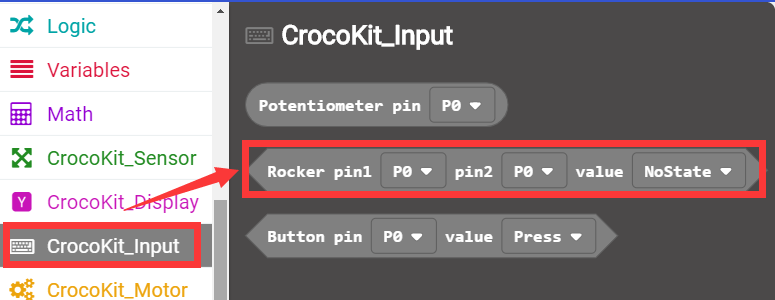 Logic
Variables
Math
CrocoKit_Sensor
Y CrocoKit_Display
CrocoKit_Input
CrocoKit_Motor
CrocoKit_Input
Potentiometer pin P0
Rocker pin1 P0 pin2 P0 value NoState
Button pin P0 value Press